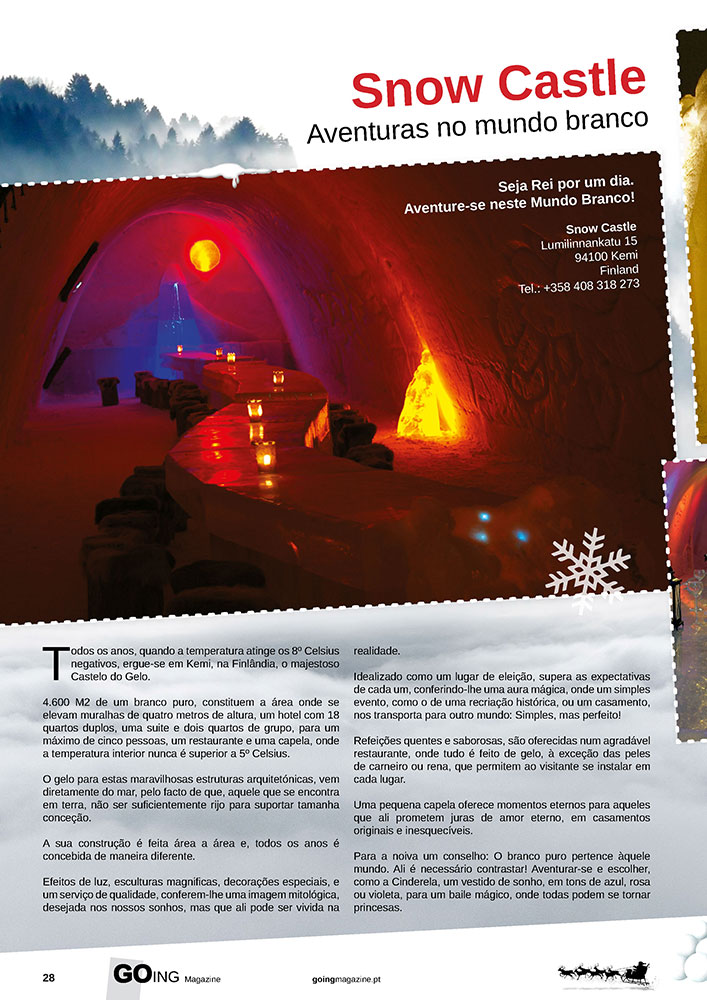 Snow Castle
Aventuras no mundo branco
Seja Rei por um dia.
Aventure-se neste Mundo Branco!
Snow Castle
Lumilinnankatu 15
94100 Kemi
Finland
Tel.: +358 408 318 273
Todos os anos, quando a temperatura atinge os 8º Celsius
negativos, ergue-se em Kemi, na Finlândia, o majestoso
Castelo do Gelo.
4.600 M2 de um branco puro, constituem a área onde se
elevam muralhas de quatro metros de altura, um hotel com 18
quartos duplos, uma suite e dois quartos de grupo, para um
máximo de cinco pessoas, um restaurante e uma capela, onde
a temperatura interior nunca é superior a 5º Celsius.
O gelo para estas maravilhosas estruturas arquitetónicas, vem
diretamente do mar, pelo facto de que, aquele que se encontra
em terra, não ser suficientemente rijo para suportar tamanha
conceção.
A sua construção é feita área a área e, todos os anos é
concebida de maneira diferente.
Efeitos de luz, esculturas magníficas, decorações especiais, e
um serviço de qualidade, conferem-lhe uma imagem mitológica,
desejada nos nossos sonhos, mas que ali pode ser vivida na
realidade.
Idealizado como um lugar de eleição, supera as expectativas
de cada um, conferindo-lhe uma aura mágica, onde um simples
evento, como o de uma recriação histórica, ou um casamento,
nos transporta para outro mundo: Simples, mas perfeito!
Refeições quentes e saborosas, são oferecidas num agradável
restaurante, onde tudo é feito de gelo, à exceção das peles
de carneiro ou rena, que permitem ao visitante se instalar em
cada lugar.
Uma pequena capela oferece momentos eternos para aqueles
que ali prometem juras de amor eterno, em casamentos
originais e inesquecíveis.
Para a noiva um conselho: O branco puro pertence àquele
mundo. Ali é necessário contrastar! Aventurar-se e escolher,
como a Cinderela, um vestido de sonho, em tons de azul, rosa
ou violeta, para um baile mágico, onde todas podem se tornar
princesas.
28
GOING Magazine
goingmagazine.pt